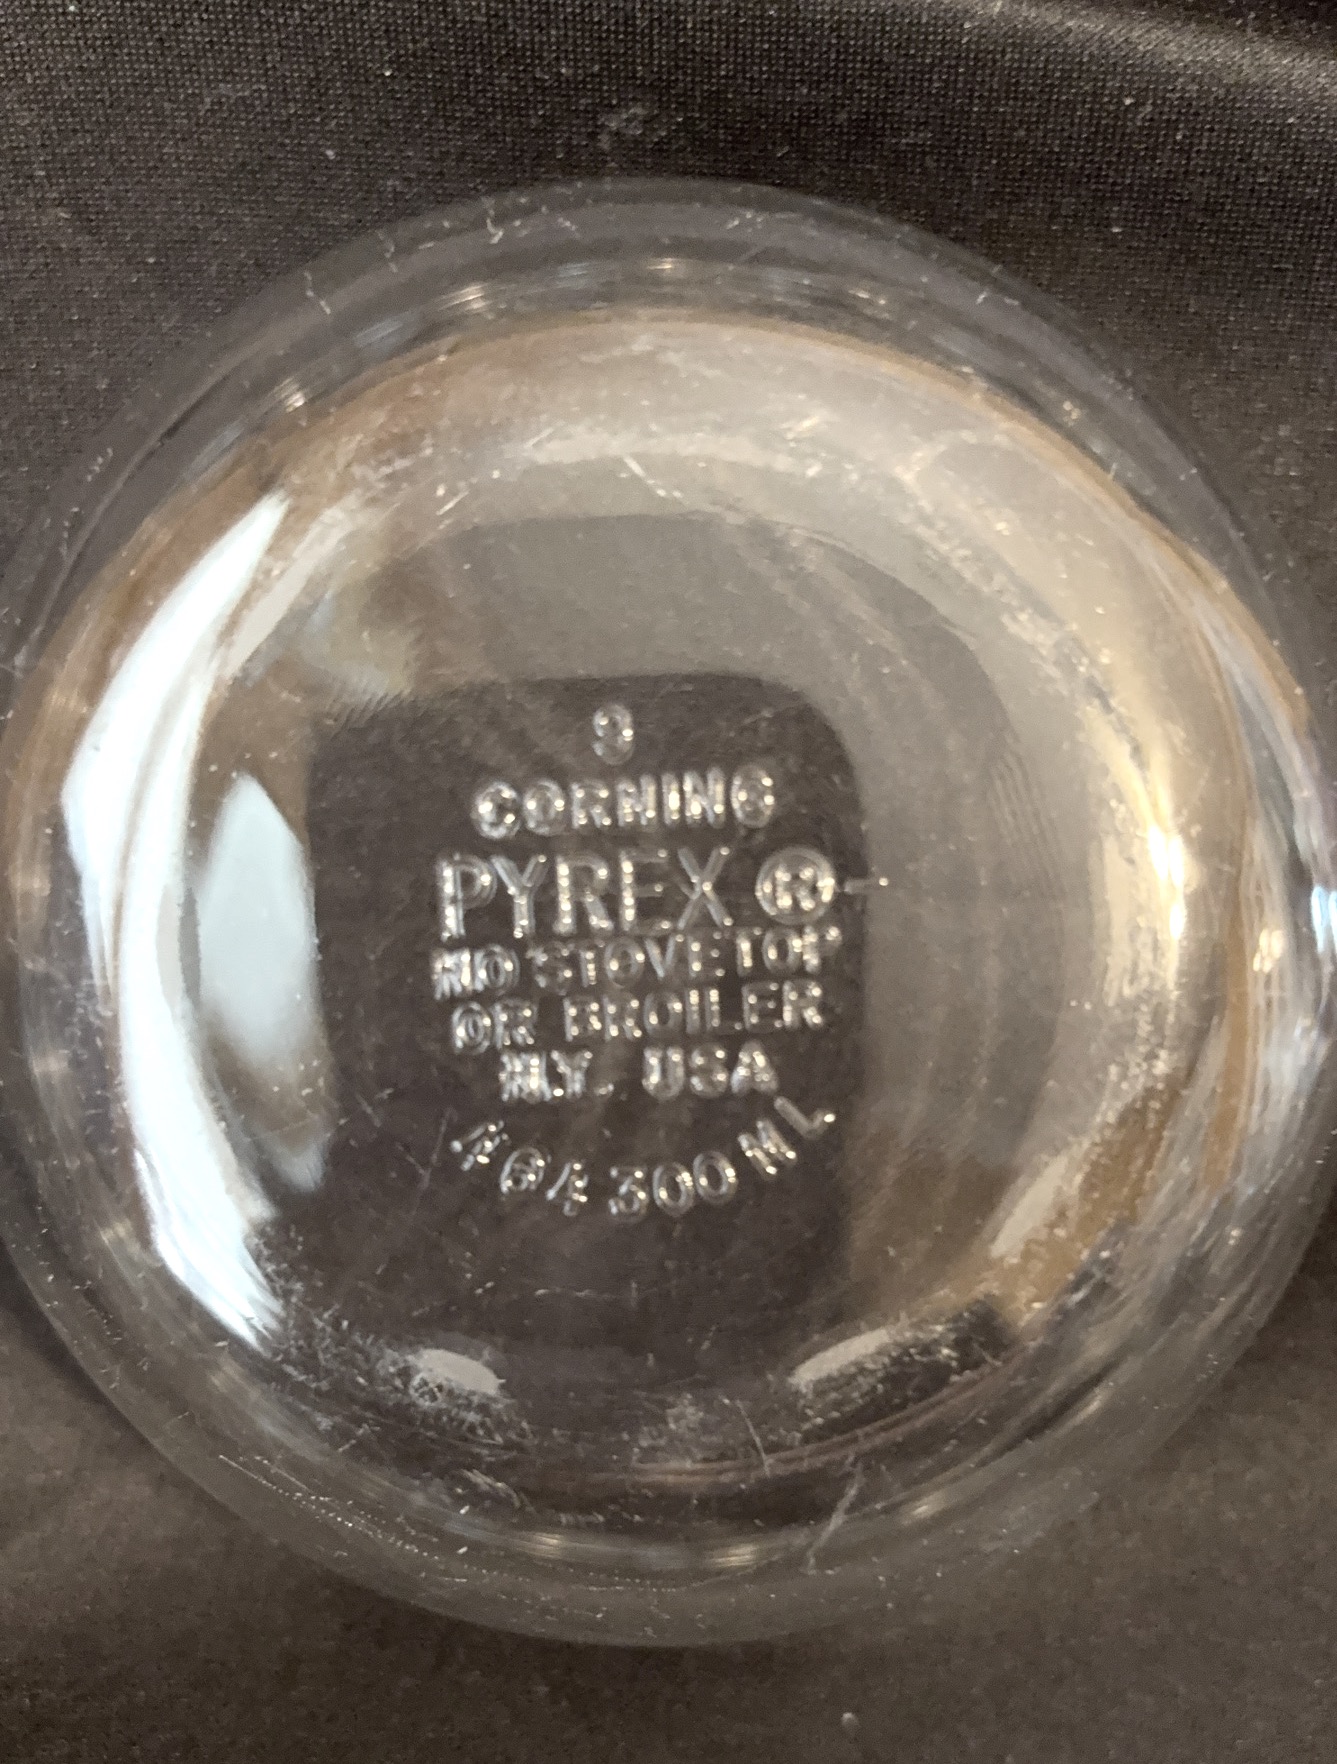 9
CORNING
PYREX ®
NO STOVETOP
OR BROILER
N.Y. USA
464 300 ML